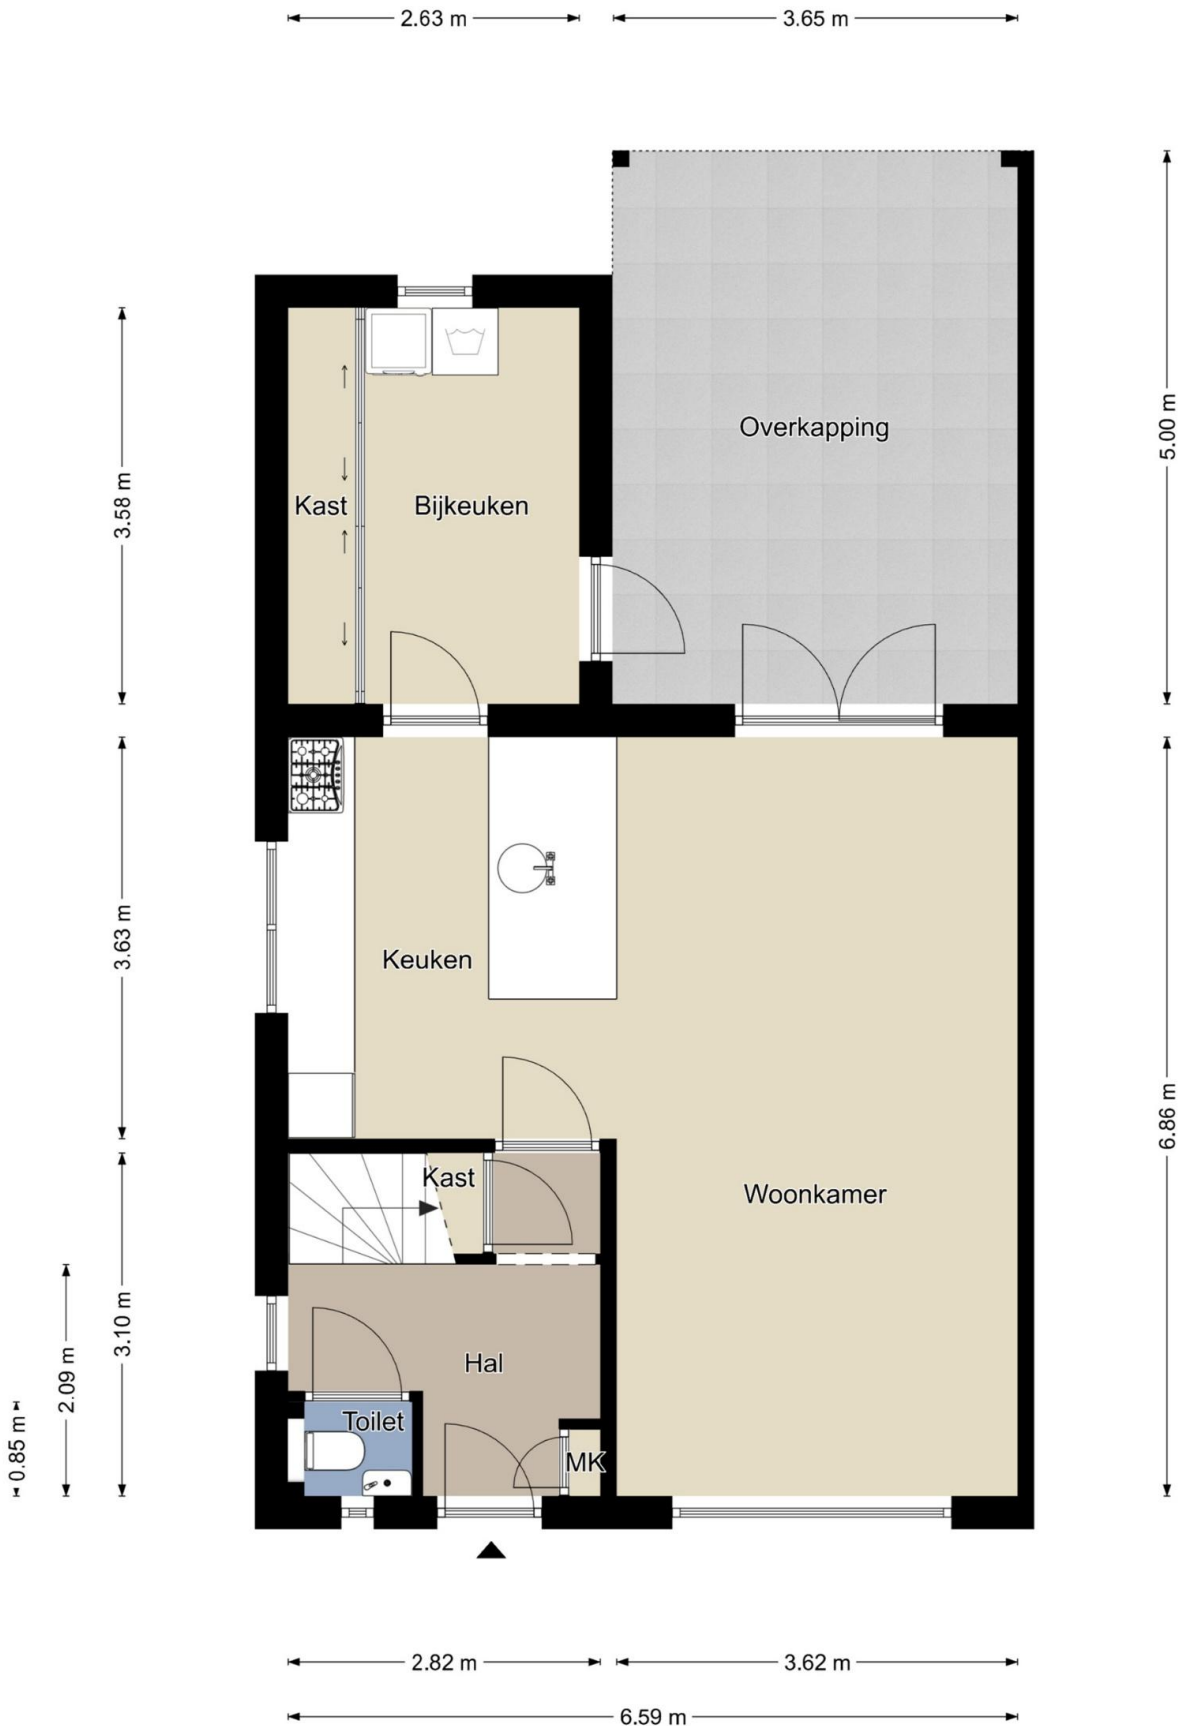 2.63 m
3.65 m
Overkapping
5.00 m
3.58 m
Kast
Bijkeuken
3.63 m
Keuken
6.86 m
Kast
Woonkamer
3.10 m
2.09 m
Hal
0.85 m
Toilet
MK
2.82 m
3.62 m
6.59 m